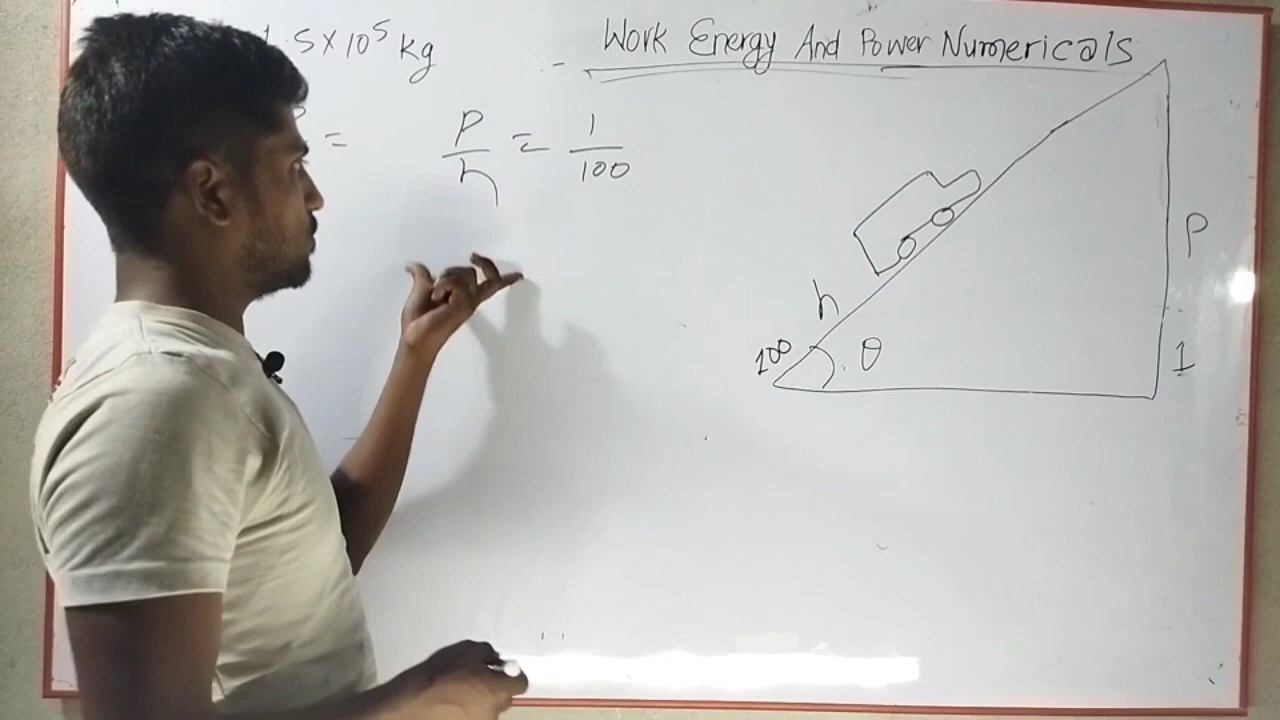 Work Energy And Power Numericals
1.5×10⁵ kg
= P/h = 1/100
P
h
100 θ
1